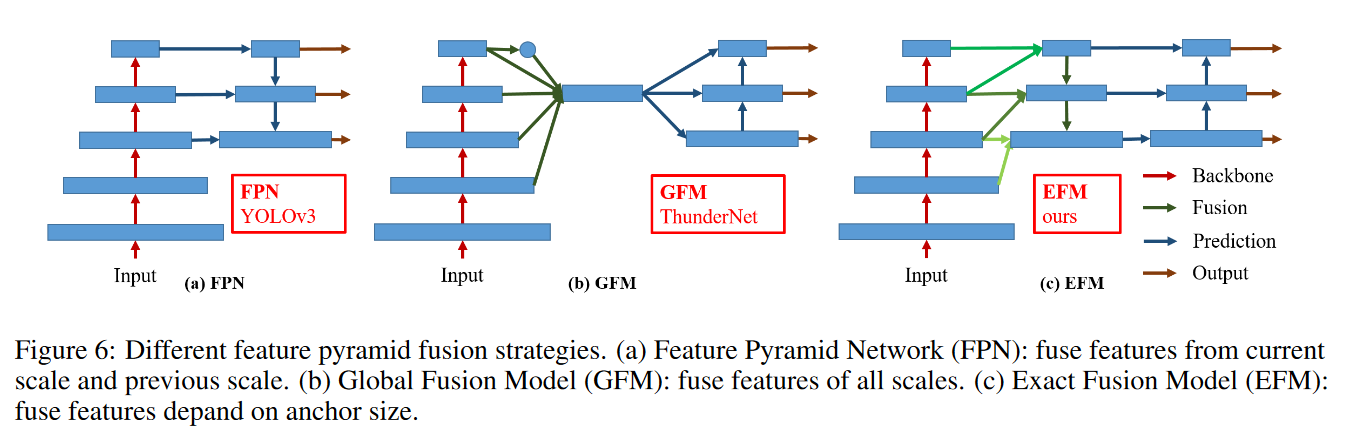 FPN
YOLOv3
GFM
ThunderNet
EFM
ours
Backbone
Fusion
Prediction
Output
Input
(a) FPN
Input
(b) GFM
Input
(c) EFM
Figure 6: Different feature pyramid fusion strategies. (a) Feature Pyramid Network (FPN): fuse features from current
scale and previous scale. (b) Global Fusion Model (GFM): fuse features of all scales. (c) Exact Fusion Model (EFM):
fuse features depand on anchor size.